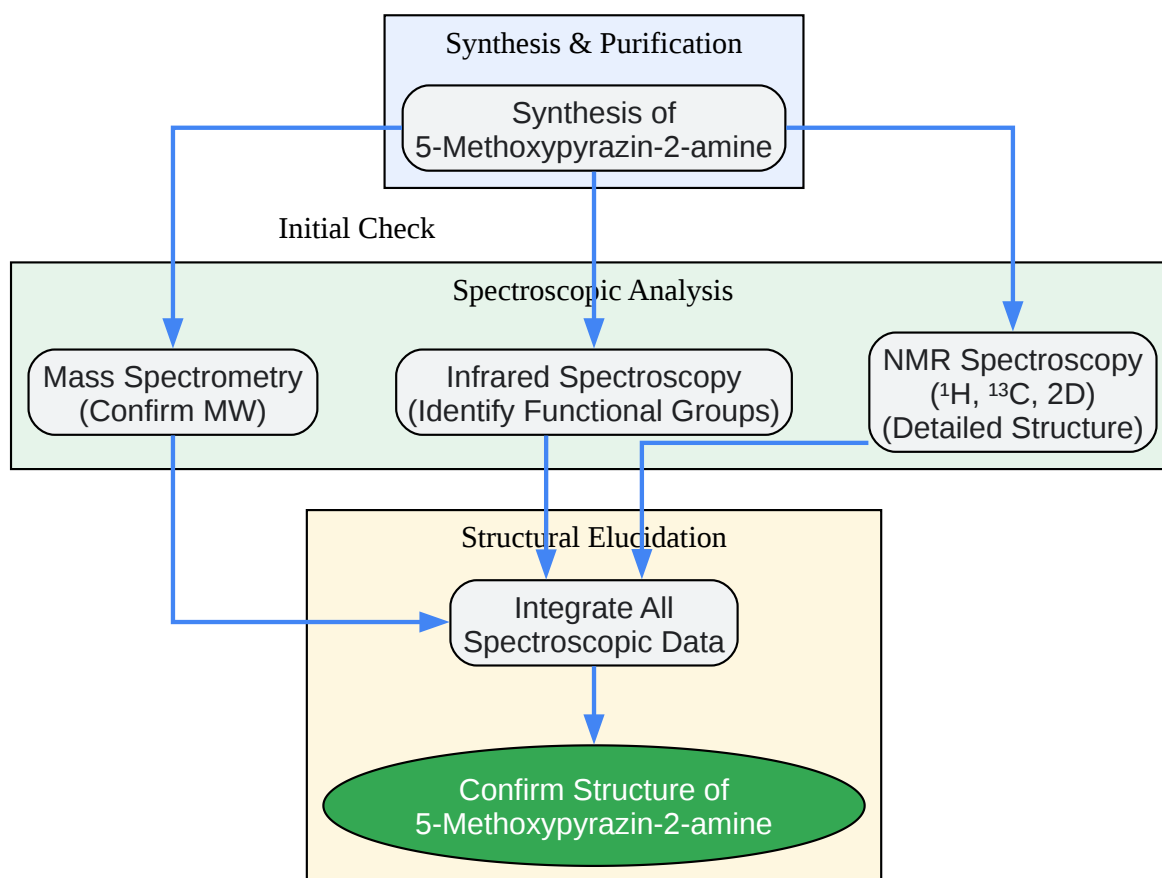 Synthesis & Purification
Synthesis of
5-Methoxypyrazin-2-amine
Initial Check
Spectroscopic Analysis
Mass Spectrometry
(Confirm MW)
Infrared Spectroscopy
(Identify Functional Groups)
NMR Spectroscopy
(¹H, ¹³C, 2D)
(Detailed Structure)
Structural Elucidation
Integrate All
Spectroscopic Data
Confirm Structure of
5-Methoxypyrazin-2-amine